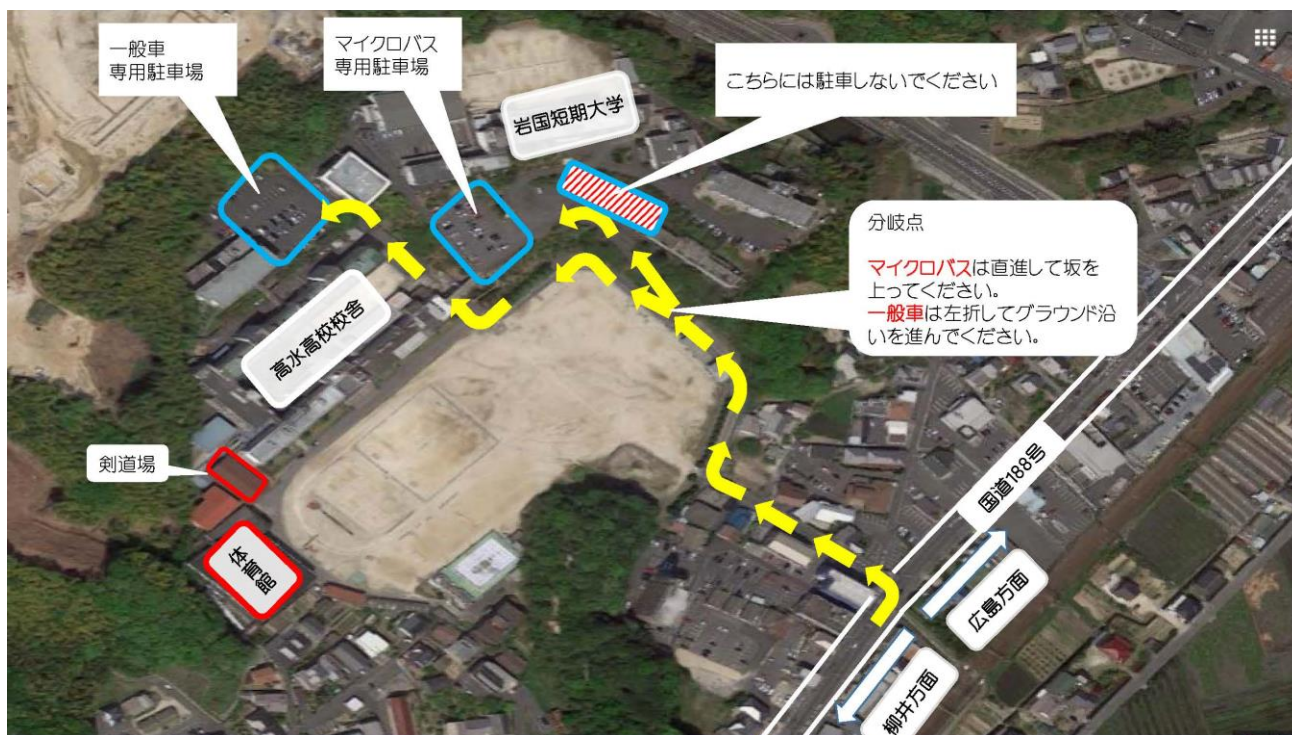 一般車
専用駐車場
マイクロバス
専用駐車場
こちらには駐車しないでください
岩国短期大学
分岐点
マイクロバスは直進して坂を
上ってください。
一般車は左折してグラウンド沿
いを進んでください。
高水高校校舎
剣道場
体育館
国道188号
広島方面
柳井方面